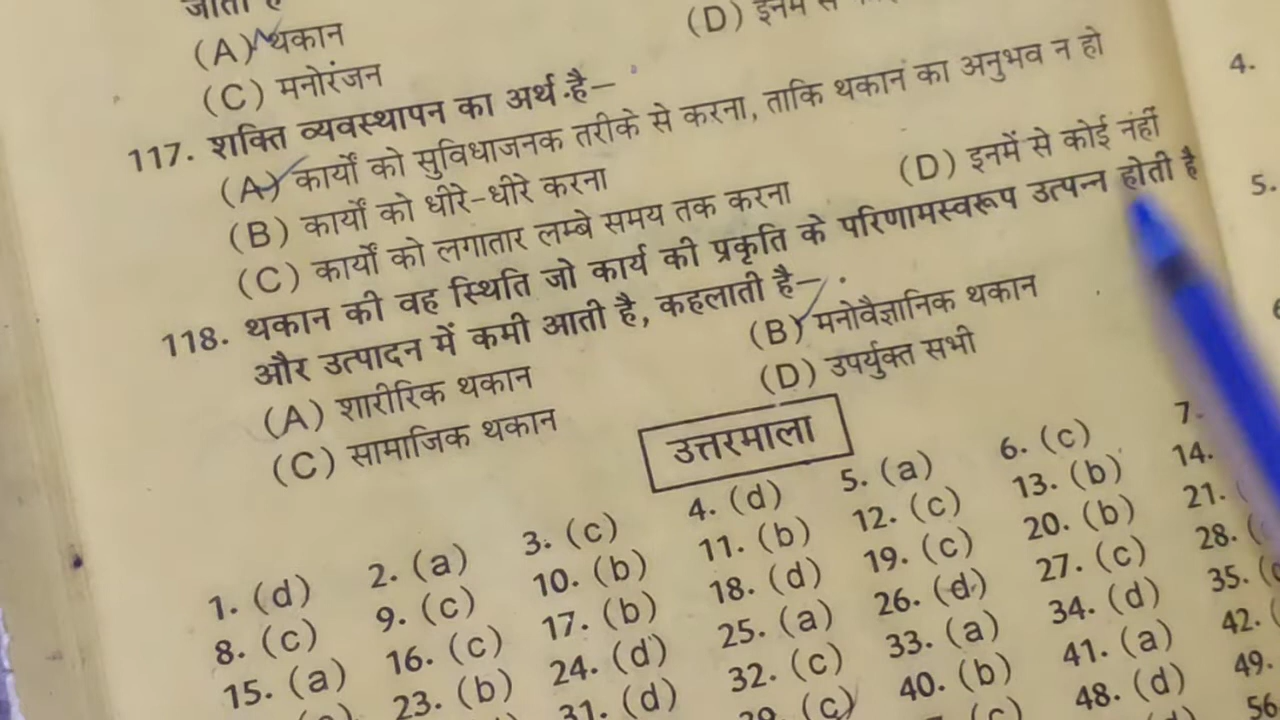 जाता है
(A) थकान
(D) इनमें से
(C) मनोरंजन
117. शक्ति व्यवस्थापन का अर्थ है–
(A) कार्यों को सुविधाजनक तरीके से करना, ताकि थकान का अनुभव न हो
(B) कार्यों को धीरे-धीरे करना
(C) कार्यों को लगातार लम्बे समय तक करना (D) इनमें से कोई नहीं
118. थकान की वह स्थिति जो कार्य की प्रकृति के परिणामस्वरूप उत्पन्न होती है
और उत्पादन में कमी आती है, कहलाती है–
(A) शारीरिक थकान (B) मनोवैज्ञानिक थकान
(C) सामाजिक थकान (D) उपर्युक्त सभी
उत्तरमाला
1. (d) 2. (a) 3. (c) 4. (d) 5. (a) 6. (c) 7.
8. (c) 9. (c) 10. (b) 11. (b) 12. (c) 13. (b) 14.
15. (a) 16. (c) 17. (b) 18. (d) 19. (c) 20. (b) 21.
23. (b) 24. (d) 25. (a) 26. (d) 27. (c) 28.
31. (d) 32. (c) 33. (a) 34. (d) 35.
(c) 40. (b) 41. (a) 42.
(c) 48. (d) 49.
56
4.
5.